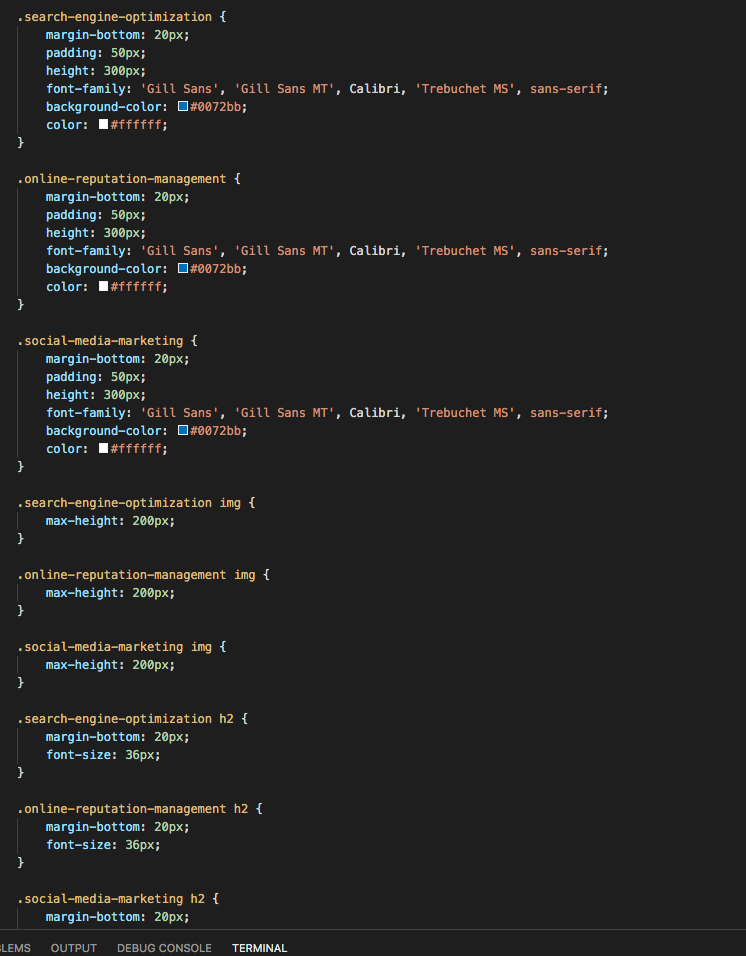 .search-engine-optimization {
    margin-bottom: 20px;
    padding: 50px;
    height: 300px;
    font-family: 'Gill Sans', 'Gill Sans MT', Calibri, 'Trebuchet MS', sans-serif;
    background-color: #0072bb;
    color: #ffffff;
}

.online-reputation-management {
    margin-bottom: 20px;
    padding: 50px;
    height: 300px;
    font-family: 'Gill Sans', 'Gill Sans MT', Calibri, 'Trebuchet MS', sans-serif;
    background-color: #0072bb;
    color: #ffffff;
}

.social-media-marketing {
    margin-bottom: 20px;
    padding: 50px;
    height: 300px;
    font-family: 'Gill Sans', 'Gill Sans MT', Calibri, 'Trebuchet MS', sans-serif;
    background-color: #0072bb;
    color: #ffffff;
}

.search-engine-optimization img {
    max-height: 200px;
}

.online-reputation-management img {
    max-height: 200px;
}

.social-media-marketing img {
    max-height: 200px;
}

.search-engine-optimization h2 {
    margin-bottom: 20px;
    font-size: 36px;
}

.online-reputation-management h2 {
    margin-bottom: 20px;
    font-size: 36px;
}

.social-media-marketing h2 {
    margin-bottom: 20px;
LEMS OUTPUT DEBUG CONSOLE TERMINAL